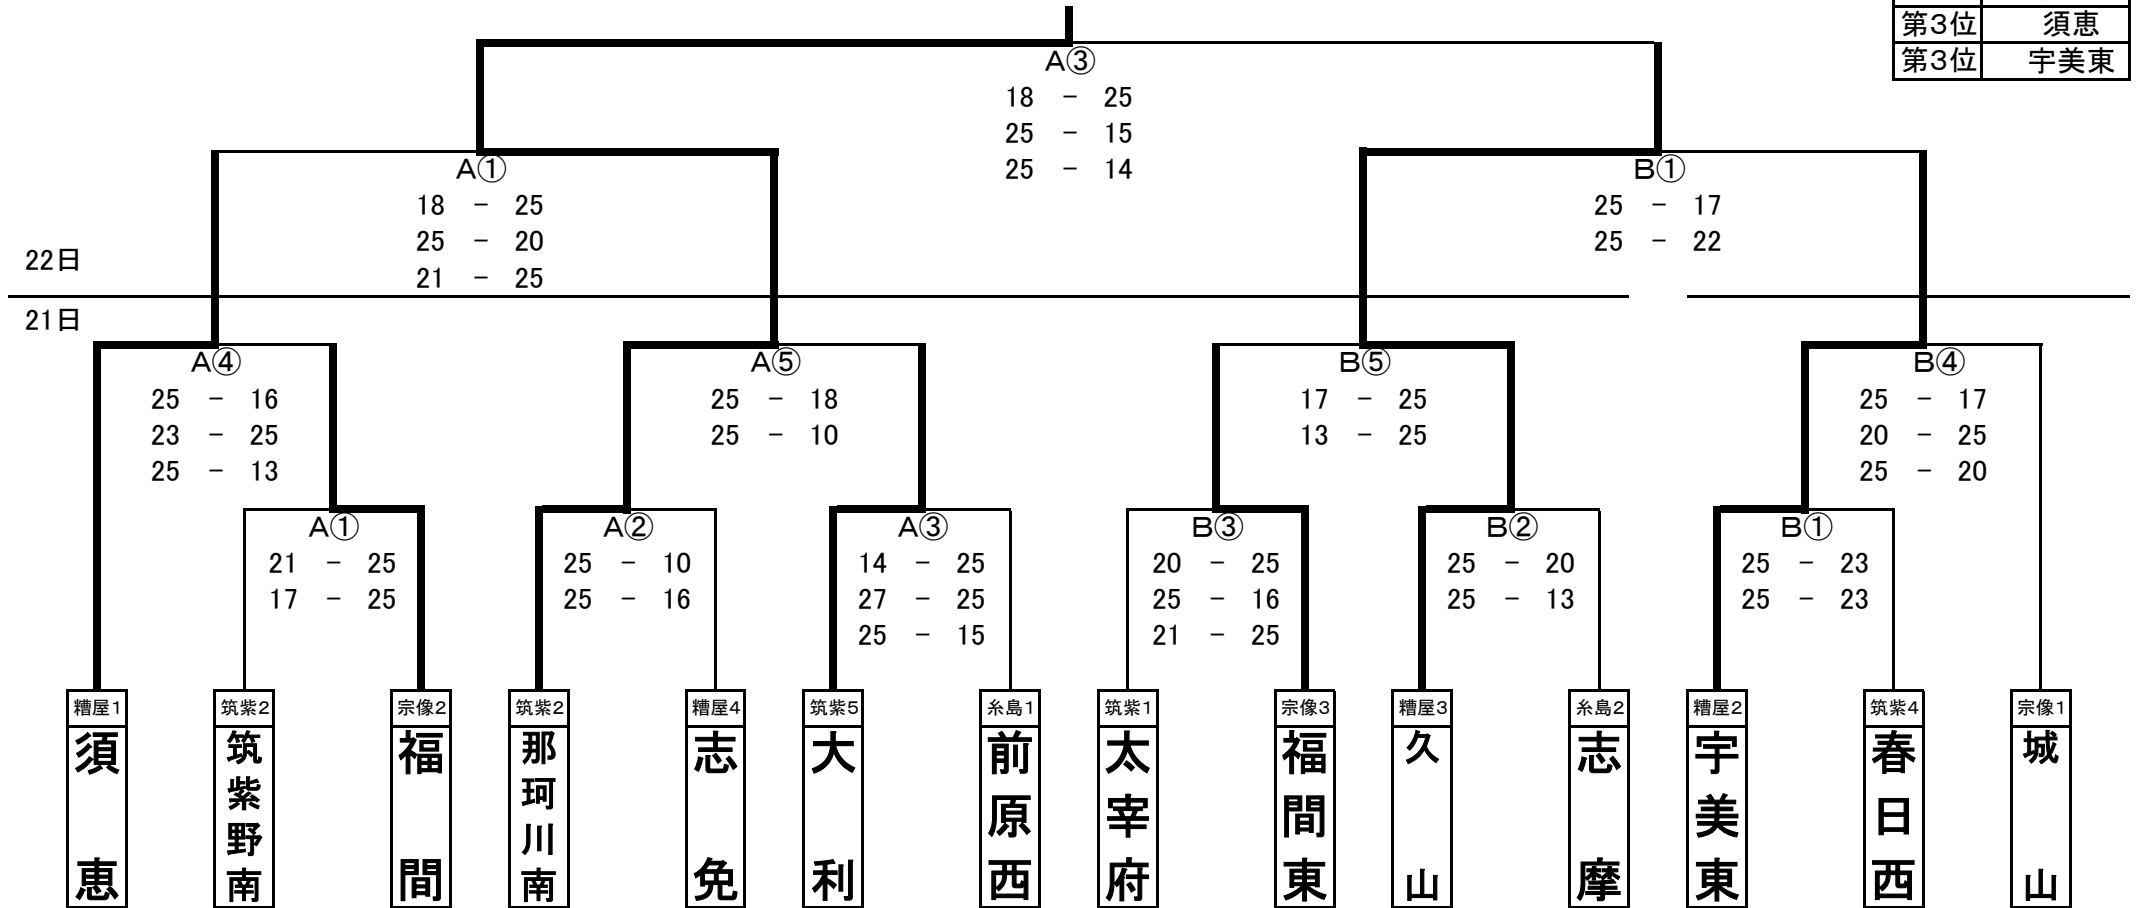 第3位 須恵
第3位 宇美東
A③
18 - 25
25 - 15
25 - 14
A①
18 - 25
25 - 20
21 - 25
B①
25 - 17
25 - 22
22日
21日
A④
25 - 16
23 - 25
25 - 13
A⑤
25 - 18
25 - 10
B⑤
17 - 25
13 - 25
B④
25 - 17
20 - 25
25 - 20
A①
21 - 25
17 - 25
A②
25 - 10
25 - 16
A③
14 - 25
27 - 25
25 - 15
B③
20 - 25
25 - 16
21 - 25
B②
25 - 20
25 - 13
B①
25 - 23
25 - 23
糟屋1
須恵
筑紫2
筑紫野南
宗像2
福間
筑紫2
那珂川南
糟屋4
志免
筑紫5
大利
糸島1
前原西
筑紫1
太宰府
宗像3
福間東
糟屋3
久山
糸島2
志摩
糟屋2
宇美東
筑紫4
春日西
宗像1
城山